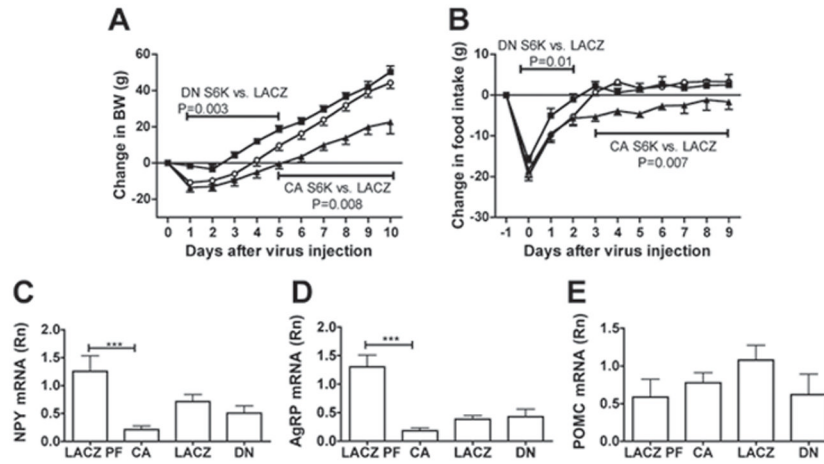 A
Change in BW (g)
60
40
20
0
-20
DN S6K vs. LACZ
P=0.003
CA S6K vs. LACZ
P=0.008
0 1 2 3 4 5 6 7 8 9 10
Days after virus injection
B
Change in food intake (g)
10
0
-10
-20
-30
DN S6K vs. LACZ
P=0.01
CA S6K vs. LACZ
P=0.007
-1 0 1 2 3 4 5 6 7 8 9
Days after virus injection
C
NPY mRNA (Rn)
2.0
1.5
1.0
0.5
0.0
***
LACZ PF CA LACZ DN
D
AgRP mRNA (Rn)
2.0
1.5
1.0
0.5
0.0
***
LACZ PF CA LACZ DN
E
POMC mRNA (Rn)
1.5
1.0
0.5
0.0
LACZ PF CA LACZ DN